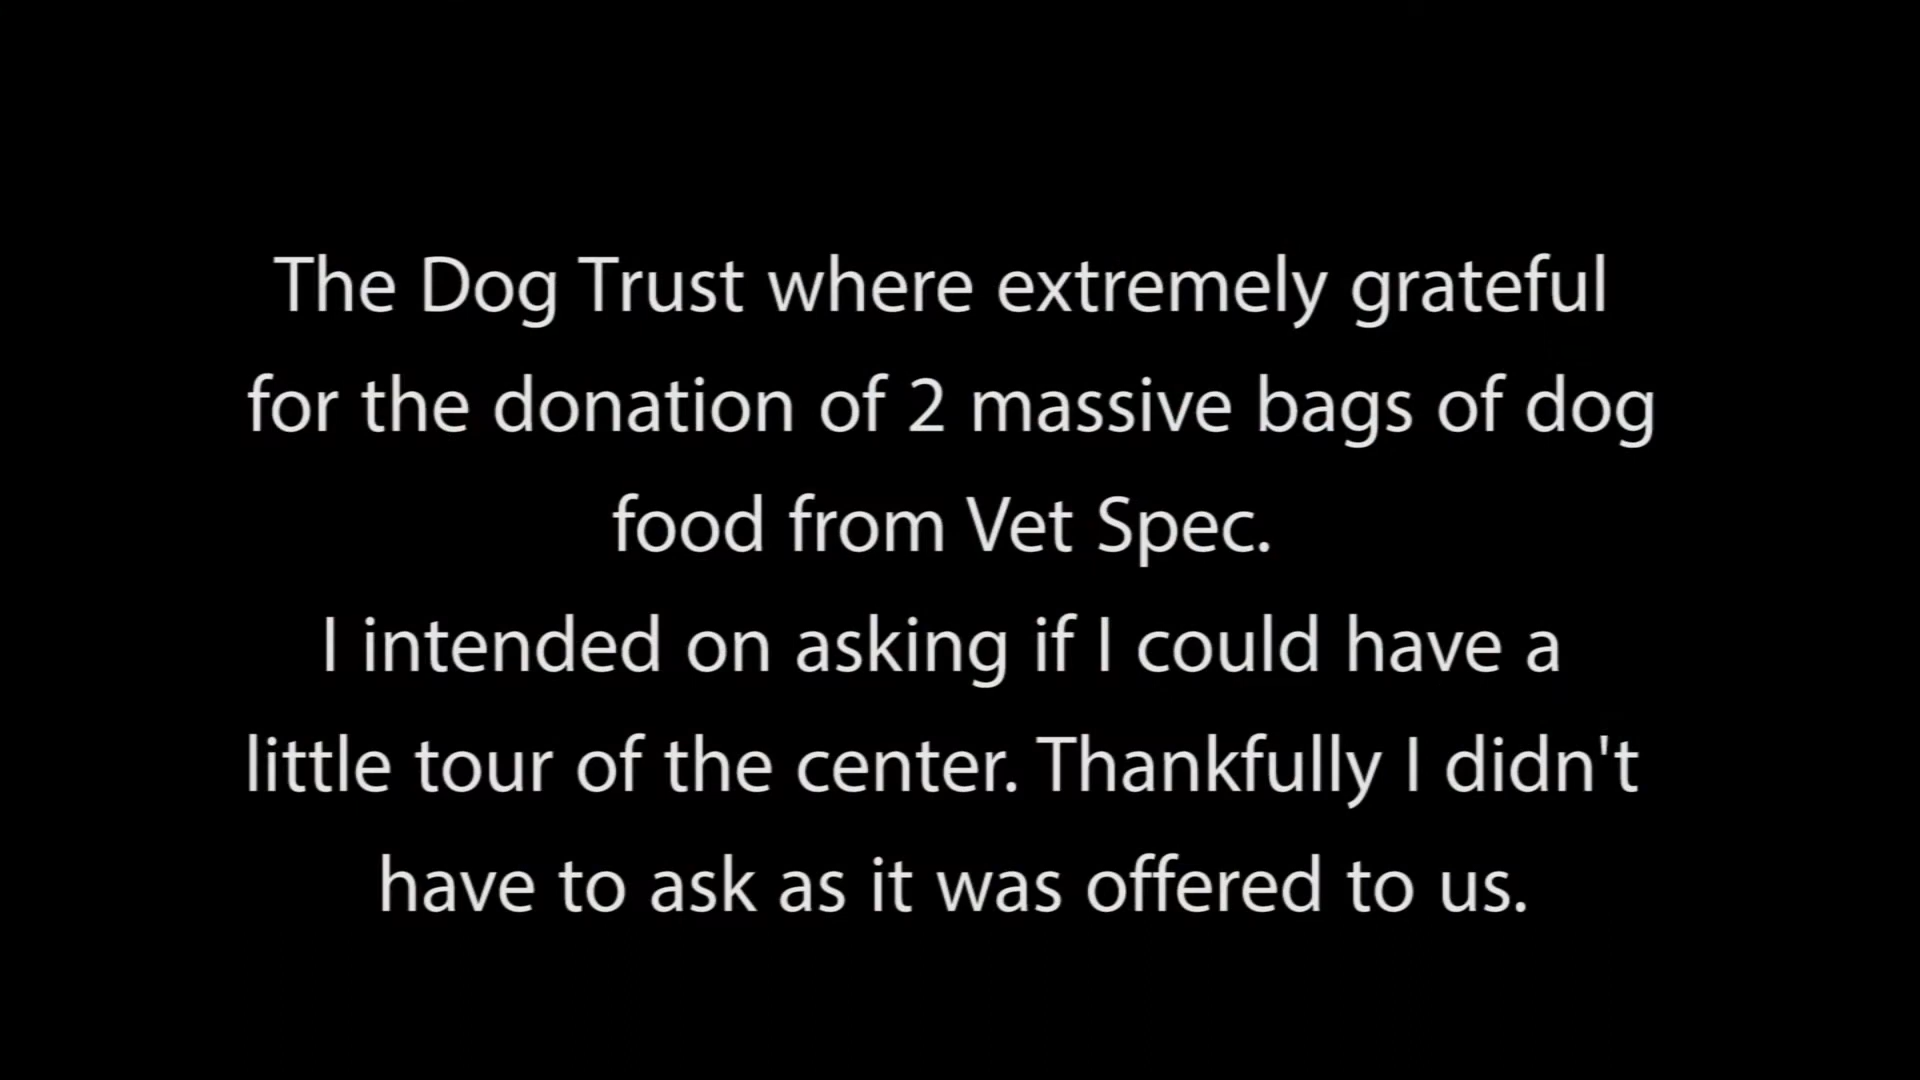 The Dog Trust where extremely grateful
for the donation of 2 massive bags of dog
food from Vet Spec.
I intended on asking if I could have a
little tour of the center. Thankfully I didn't
have to ask as it was offered to us.